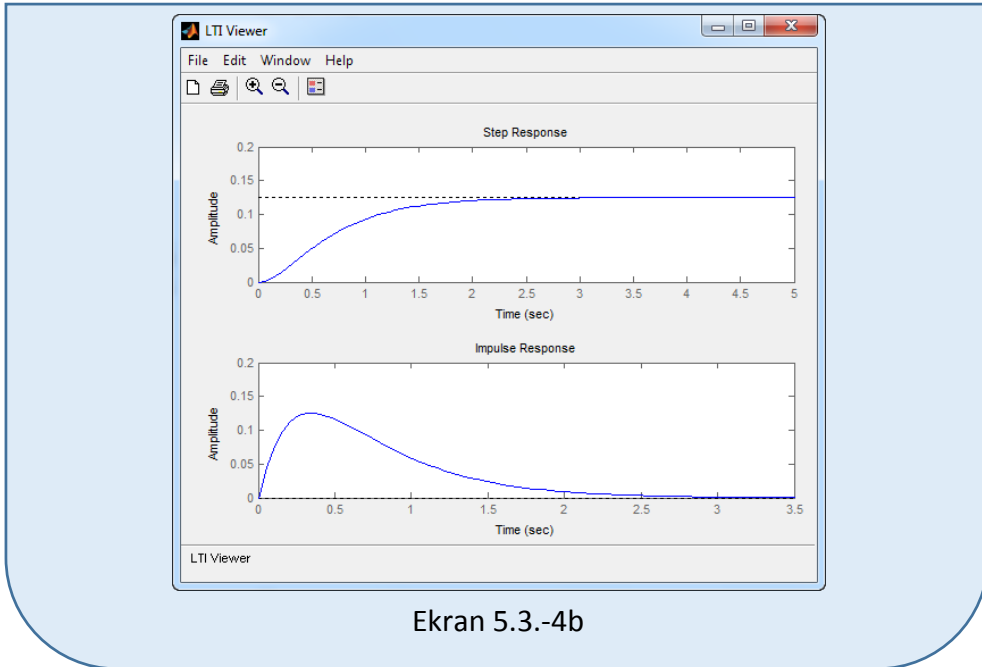 LTI Viewer
File Edit Window Help
Step Response
0.2
0.15
0.1
0.05
0
Amplitude
0 0.5 1 1.5 2 2.5 3 3.5 4 4.5 5
Time (sec)
Impulse Response
0.2
0.15
0.1
0.05
0
Amplitude
0 0.5 1 1.5 2 2.5 3 3.5
Time (sec)
LTI Viewer
Ekran 5.3.-4b